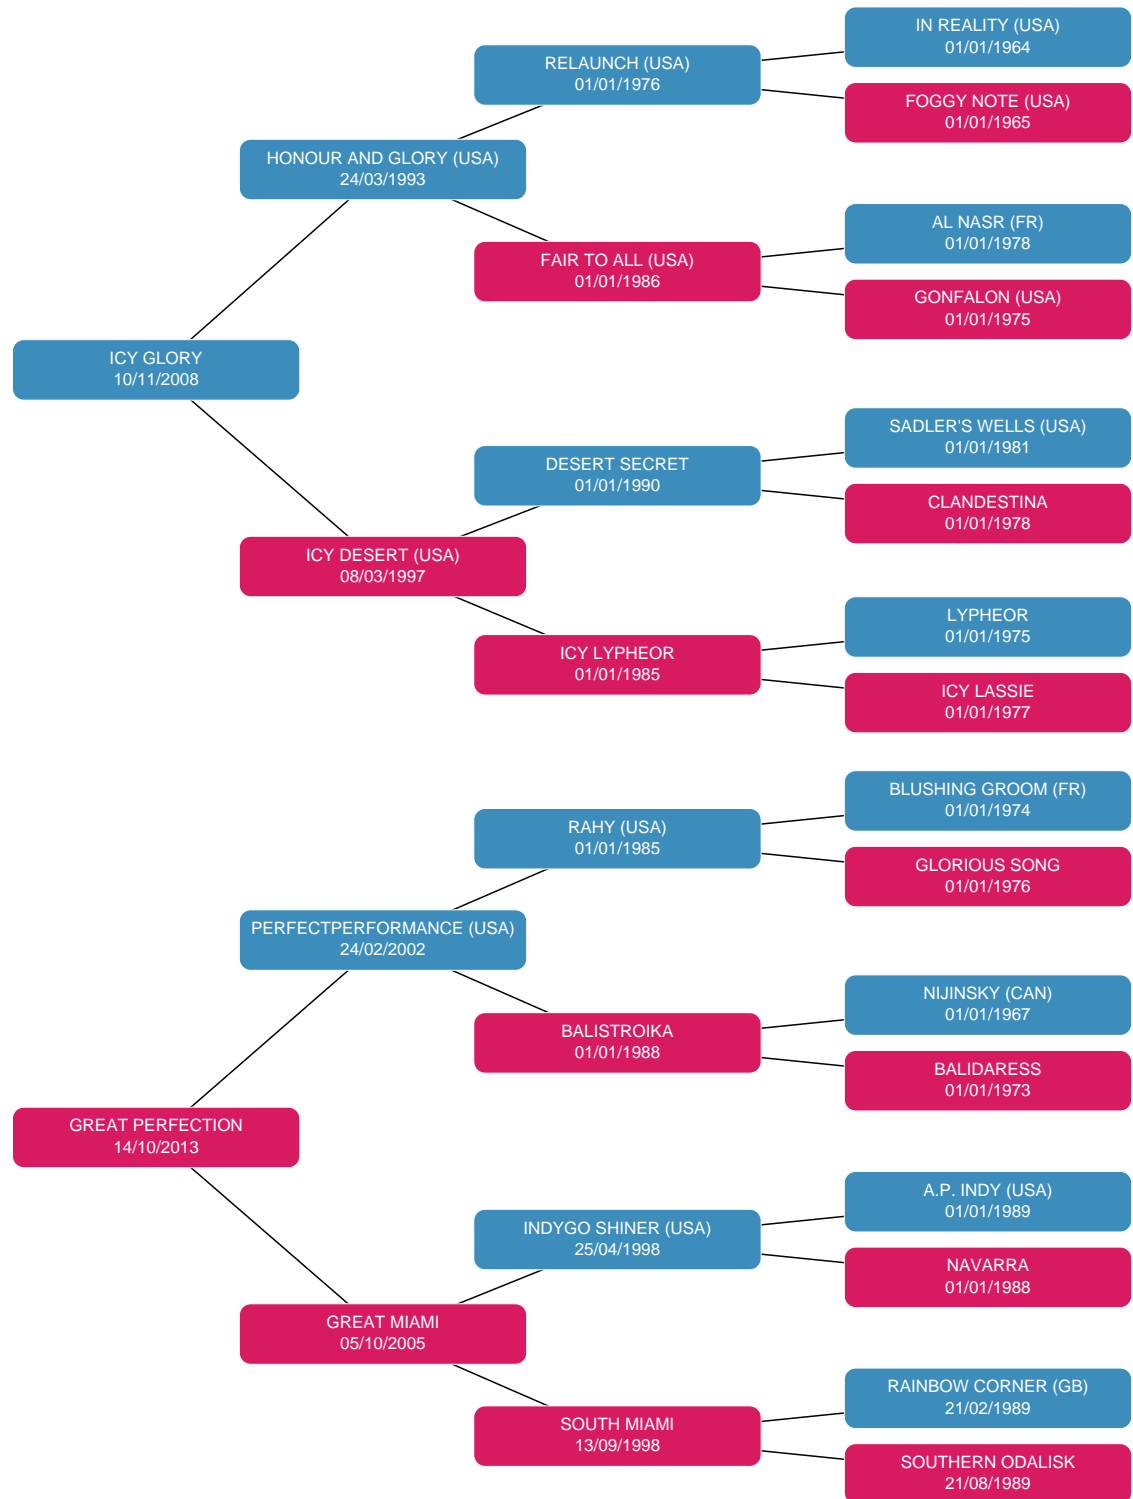 IN REALITY (USA)
01/01/1964
RELAUNCH (USA)
01/01/1976
FOGGY NOTE (USA)
01/01/1965
HONOUR AND GLORY (USA)
24/03/1993
AL NASR (FR)
01/01/1978
FAIR TO ALL (USA)
01/01/1986
GONFALON (USA)
01/01/1975
ICY GLORY
10/11/2008
SADLER'S WELLS (USA)
01/01/1981
DESERT SECRET
01/01/1990
CLANDESTINA
01/01/1978
ICY DESERT (USA)
08/03/1997
LYPHEOR
01/01/1975
ICY LYPHEOR
01/01/1985
ICY LASSIE
01/01/1977
BLUSHING GROOM (FR)
01/01/1974
RAHY (USA)
01/01/1985
GLORIOUS SONG
01/01/1976
PERFECTPERFORMANCE (USA)
24/02/2002
NIJINSKY (CAN)
01/01/1967
BALISTROIKA
01/01/1988
BALIDARESS
01/01/1973
GREAT PERFECTION
14/10/2013
A.P. INDY (USA)
01/01/1989
INDYGO SHINER (USA)
25/04/1998
NAVARRA
01/01/1988
GREAT MIAMI
05/10/2005
RAINBOW CORNER (GB)
21/02/1989
SOUTH MIAMI
13/09/1998
SOUTHERN ODALISK
21/08/1989